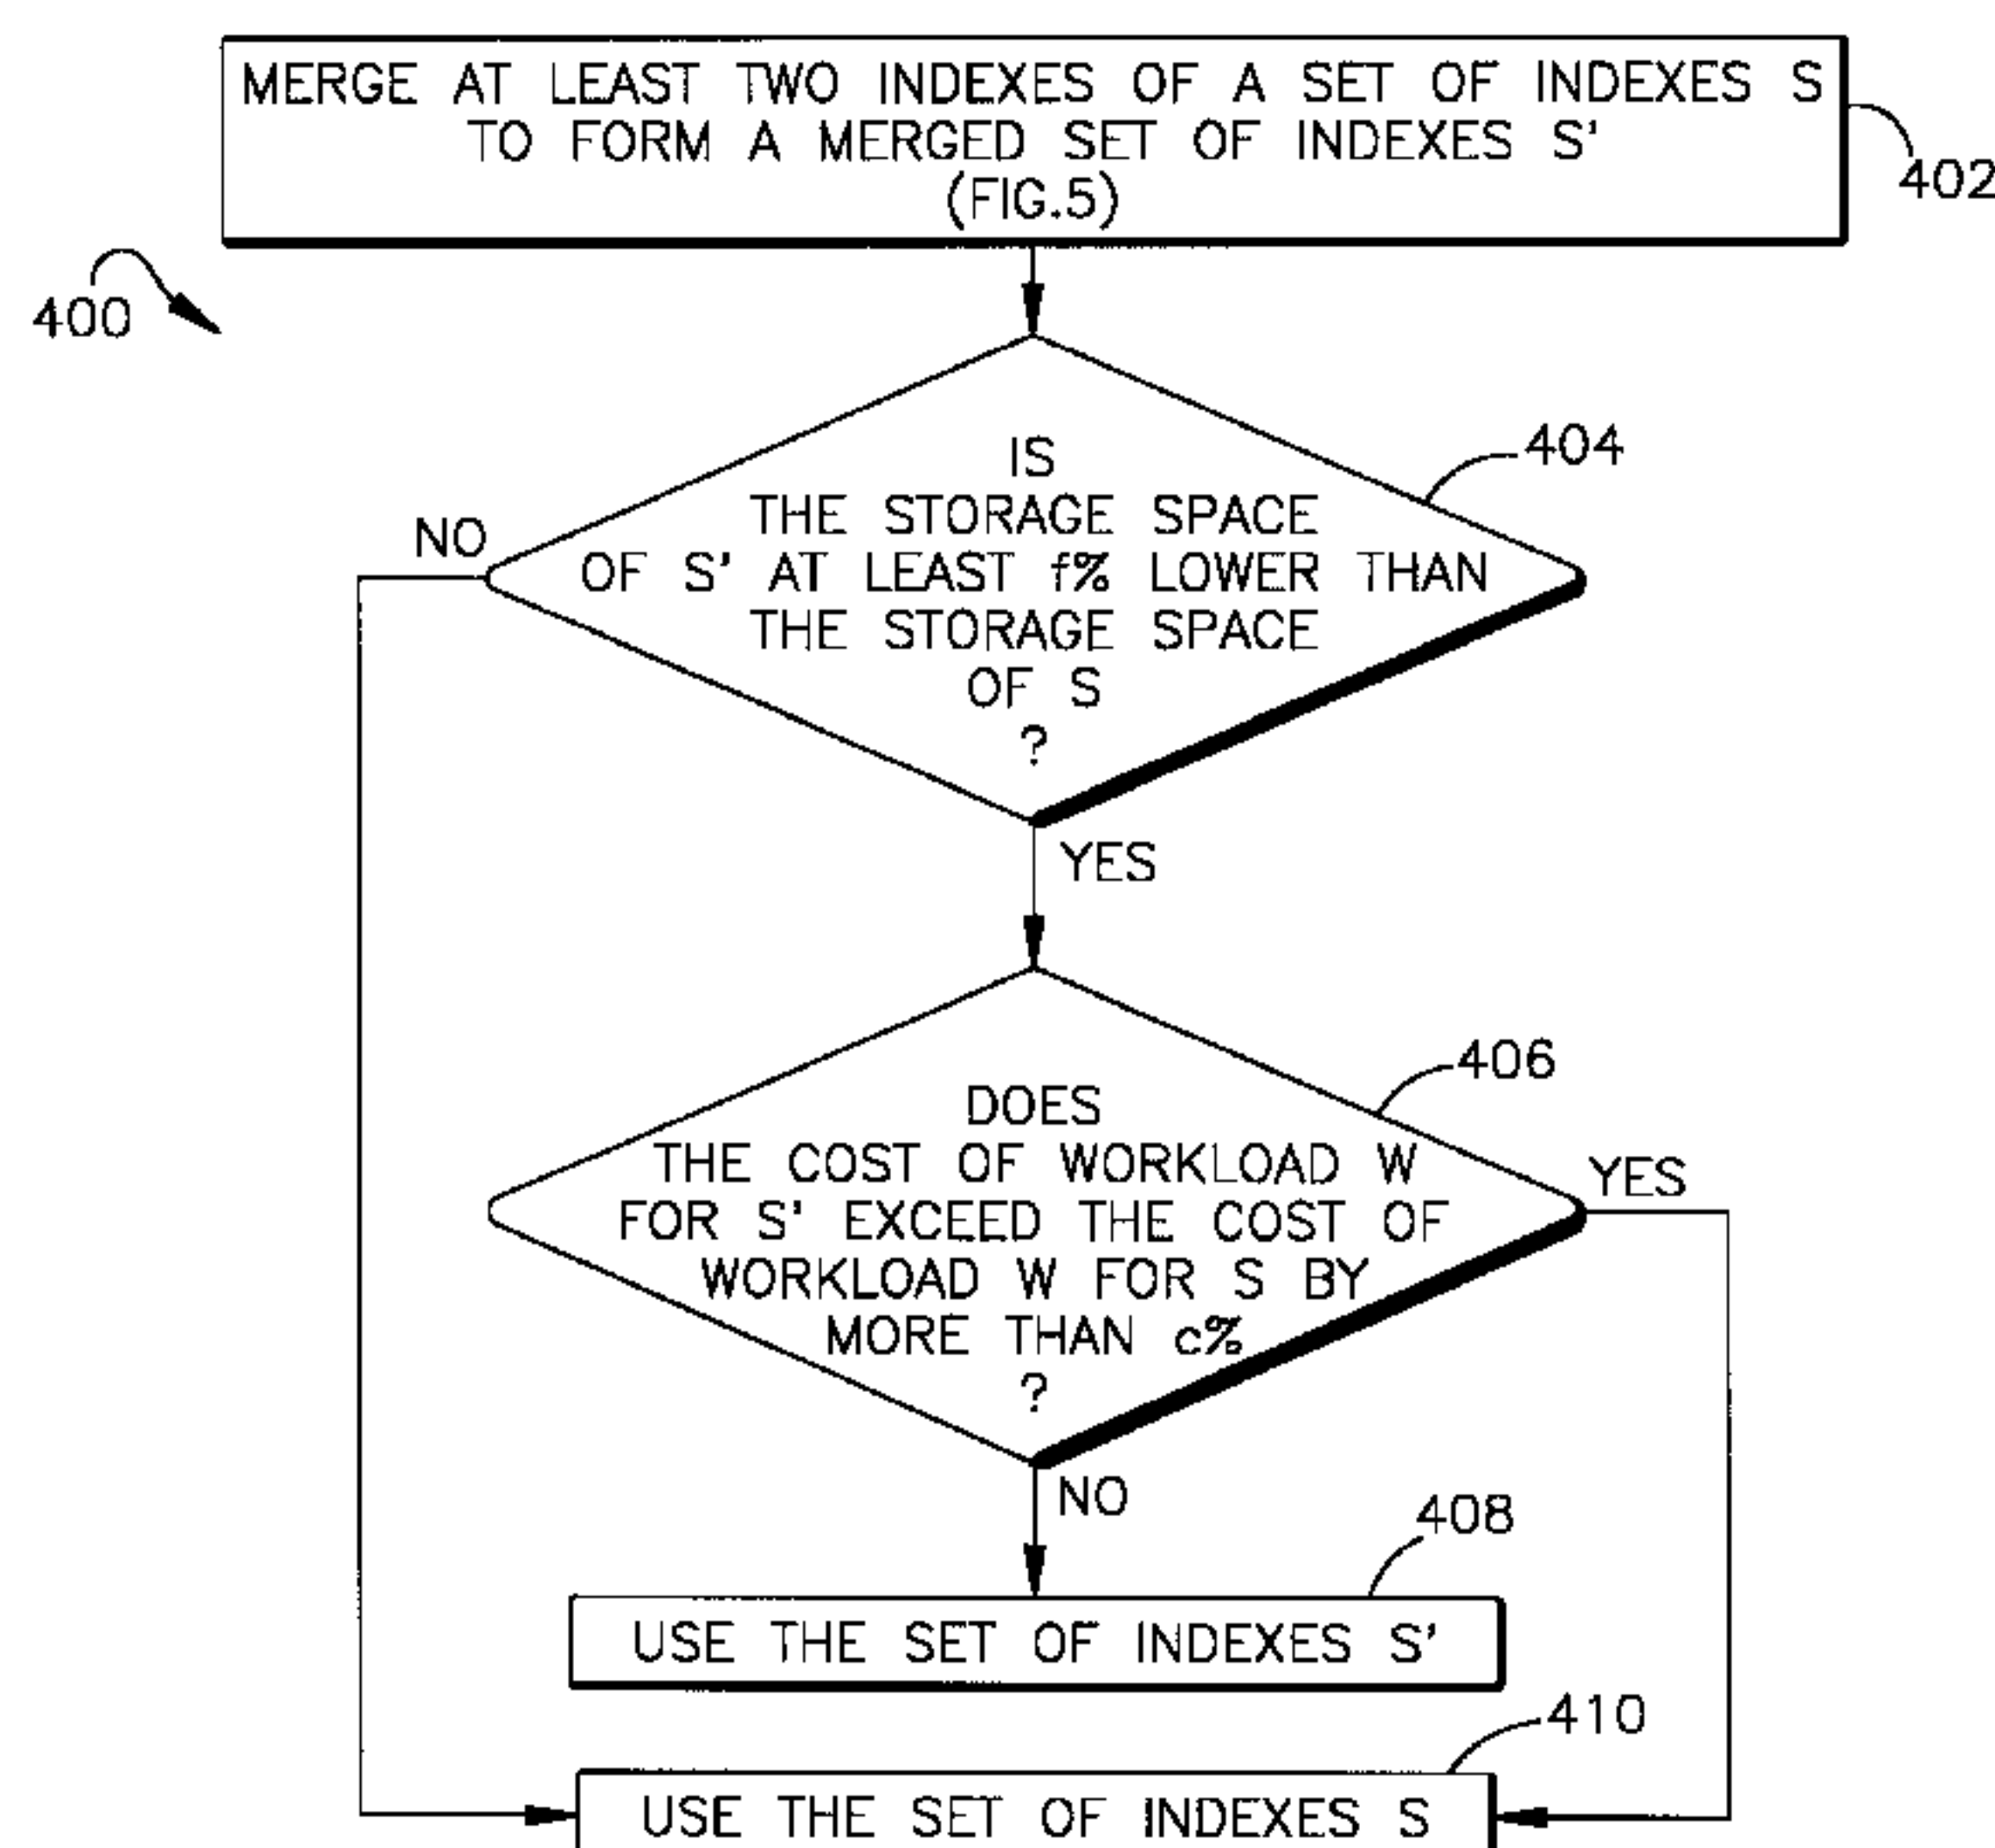 MERGE AT LEAST TWO INDEXES OF A SET OF INDEXES S
TO FORM A MERGED SET OF INDEXES S'
(FIG.5)
402
400
IS
THE STORAGE SPACE
OF S' AT LEAST f% LOWER THAN
THE STORAGE SPACE
OF S
?
404
NO
YES
DOES
THE COST OF WORKLOAD W
FOR S' EXCEED THE COST OF
WORKLOAD W FOR S BY
MORE THAN c%
?
406
YES
NO
408
USE THE SET OF INDEXES S'
410
USE THE SET OF INDEXES S